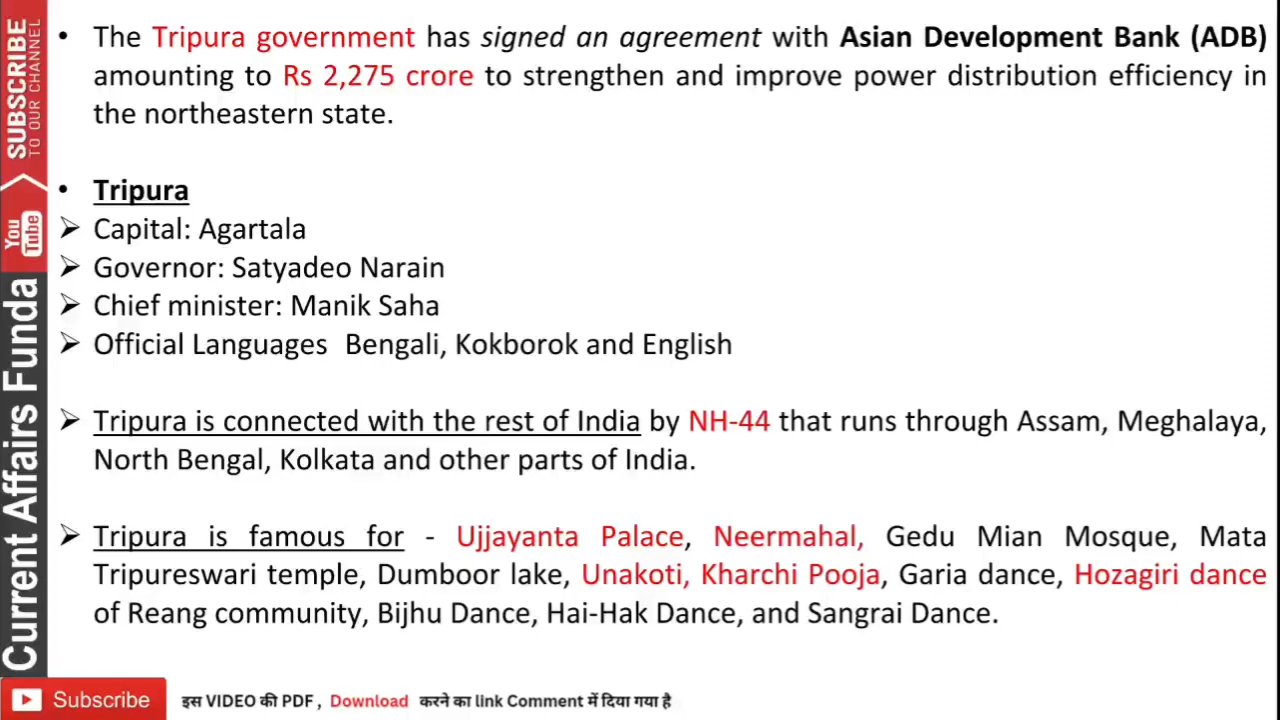 • The Tripura government has signed an agreement with Asian Development Bank (ADB)
amounting to Rs 2,275 crore to strengthen and improve power distribution efficiency in
the northeastern state.
• Tripura
➢ Capital: Agartala
➢ Governor: Satyadeo Narain
➢ Chief minister: Manik Saha
➢ Official Languages Bengali, Kokborok and English
➢ Tripura is connected with the rest of India by NH-44 that runs through Assam, Meghalaya,
North Bengal, Kolkata and other parts of India.
➢ Tripura is famous for - Ujjayanta Palace, Neermahal, Gedu Mian Mosque, Mata
Tripureswari temple, Dumboor lake, Unakoti, Kharchi Pooja, Garia dance, Hozagiri dance
of Reang community, Bijhu Dance, Hai-Hak Dance, and Sangrai Dance.
SUBSCRIBE
TO OUR CHANNEL
You
Tube
Current Affairs Funda
Subscribe
इस VIDEO की PDF , Download करने का link Comment में दिया गया है